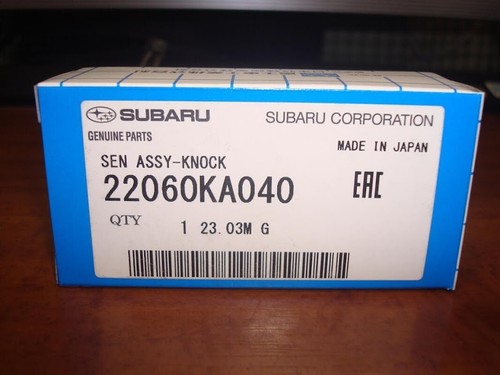 SUBARU
SUBARU CORPORATION
GENUINE PARTS
MADE IN JAPAN
SEN ASSY-KNOCK
22060KA040
EAC
QTY
1 23.03M G